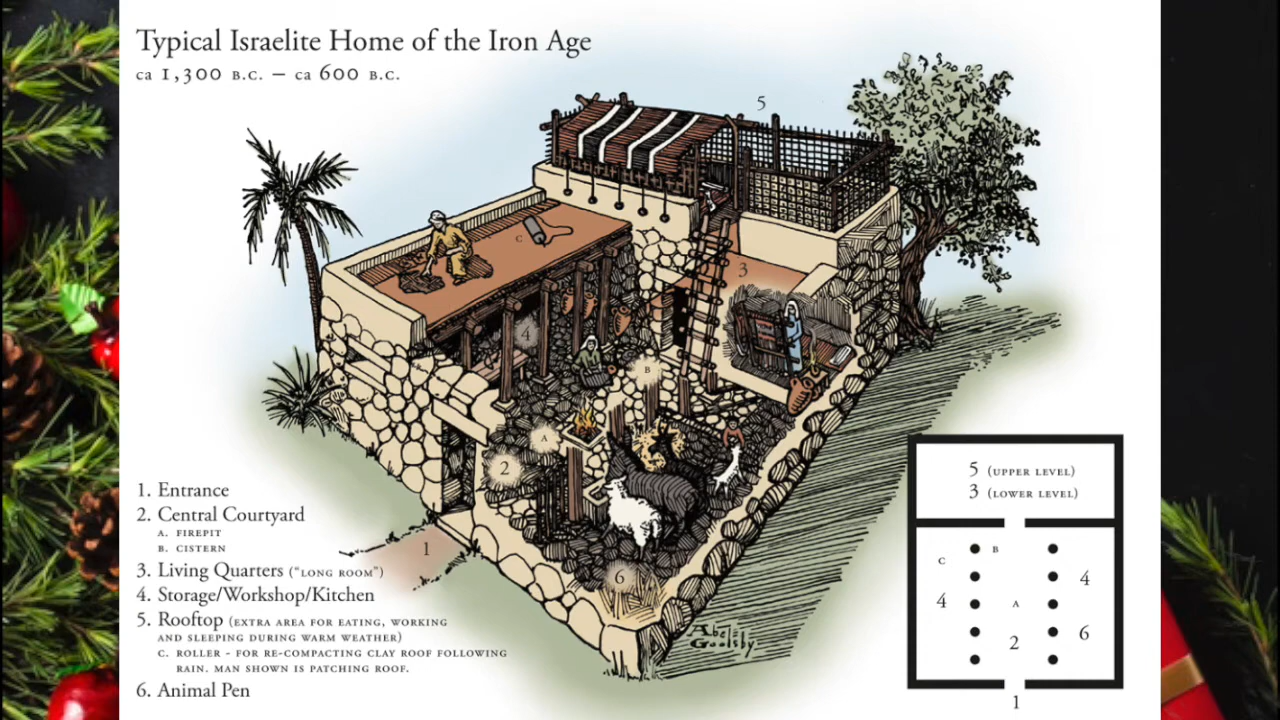 Typical Israelite Home of the Iron Age
ca 1,300 B.C. – ca 600 B.C.
5
C
3
4
B
A
2
1
6
1. Entrance
2. Central Courtyard
A. FIREPIT
B. CISTERN
3. Living Quarters ("LONG ROOM")
4. Storage/Workshop/Kitchen
5. Rooftop (EXTRA AREA FOR EATING, WORKING
AND SLEEPING DURING WARM WEATHER)
C. ROLLER - FOR RE-COMPACTING CLAY ROOF FOLLOWING
RAIN. MAN SHOWN IS PATCHING ROOF.
6. Animal Pen
Abel
Goolsby
5 (UPPER LEVEL)
3 (LOWER LEVEL)
B
C
4
4
A
6
2
1